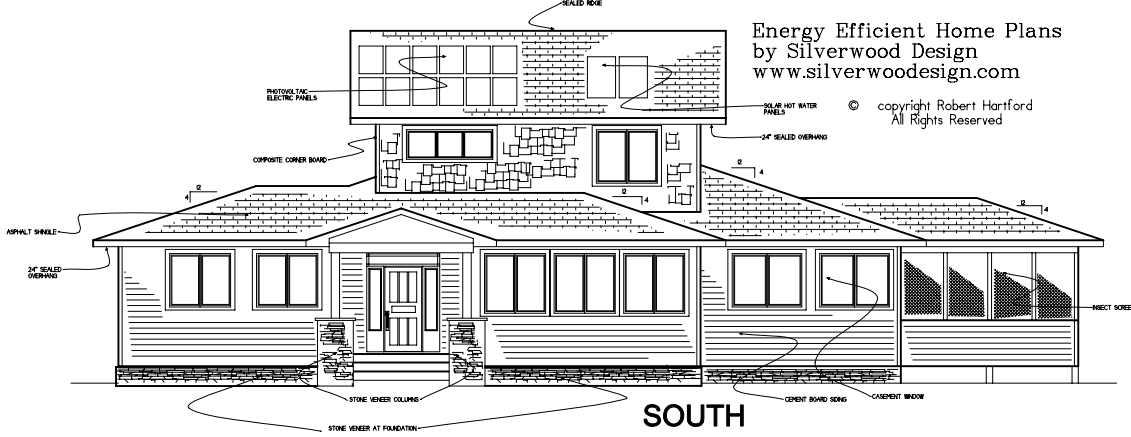 SEALED RIDGE
Energy Efficient Home Plans
by Silverwood Design
www.silverwoodesign.com
PHOTOVOLTAIC
ELECTRIC PANELS
SOLAR HOT WATER
PANELS
© copyright Robert Hartford
All Rights Reserved
24" SEALED OVERHANG
COMPOSITE CORNER BOARD
12
4
12
4
12
4
12
4
ASPHALT SHINGLE
24" SEALED
OVERHANG
INSECT SCREE
STONE VENEER COLUMNS
CEMENT BOARD SIDING
CASEMENT WINDOW
STONE VENEER AT FOUNDATION
SOUTH